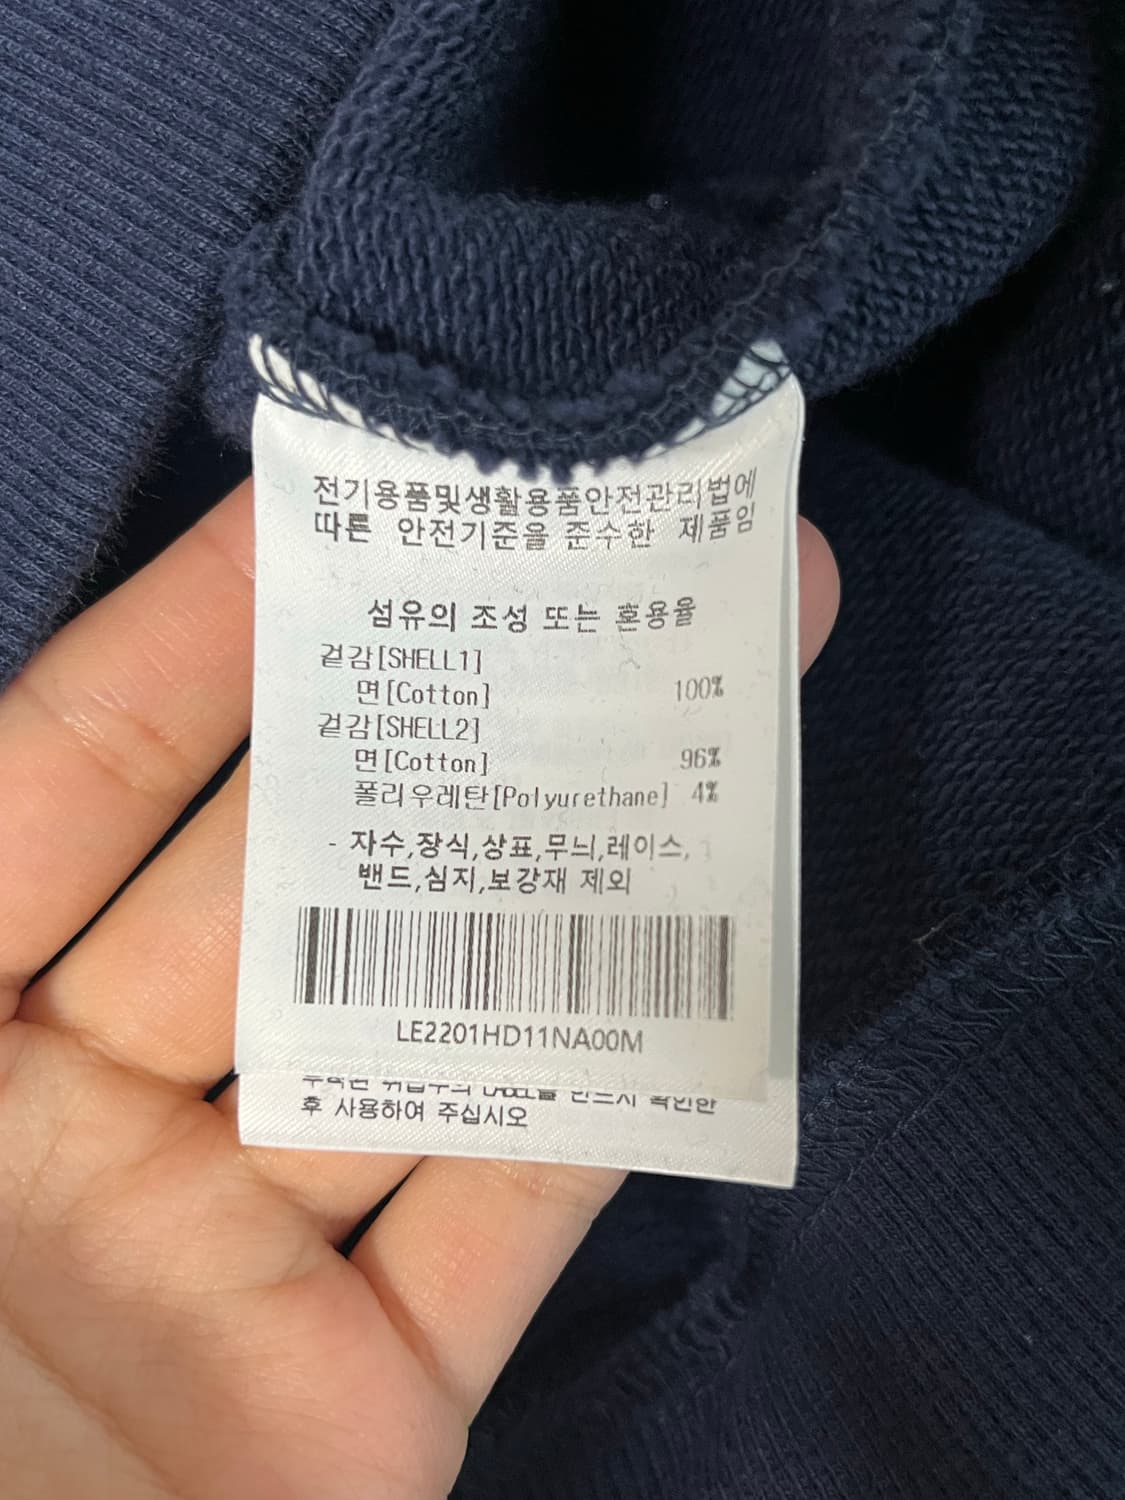 전기용품및생활용품안전관리법에
따른 안전기준을 준수한 제품임
섬유의 조성 또는 혼용율
겉감[SHELL1]
면[Cotton] 100%
겉감[SHELL2]
면[Cotton] 96%
폴리우레탄[Polyurethane] 4%
- 자수,장식,상표,무늬,레이스,
밴드,심지,보강재 제외
LE2201HD11NA00M
확인한
후 사용하여 주십시오